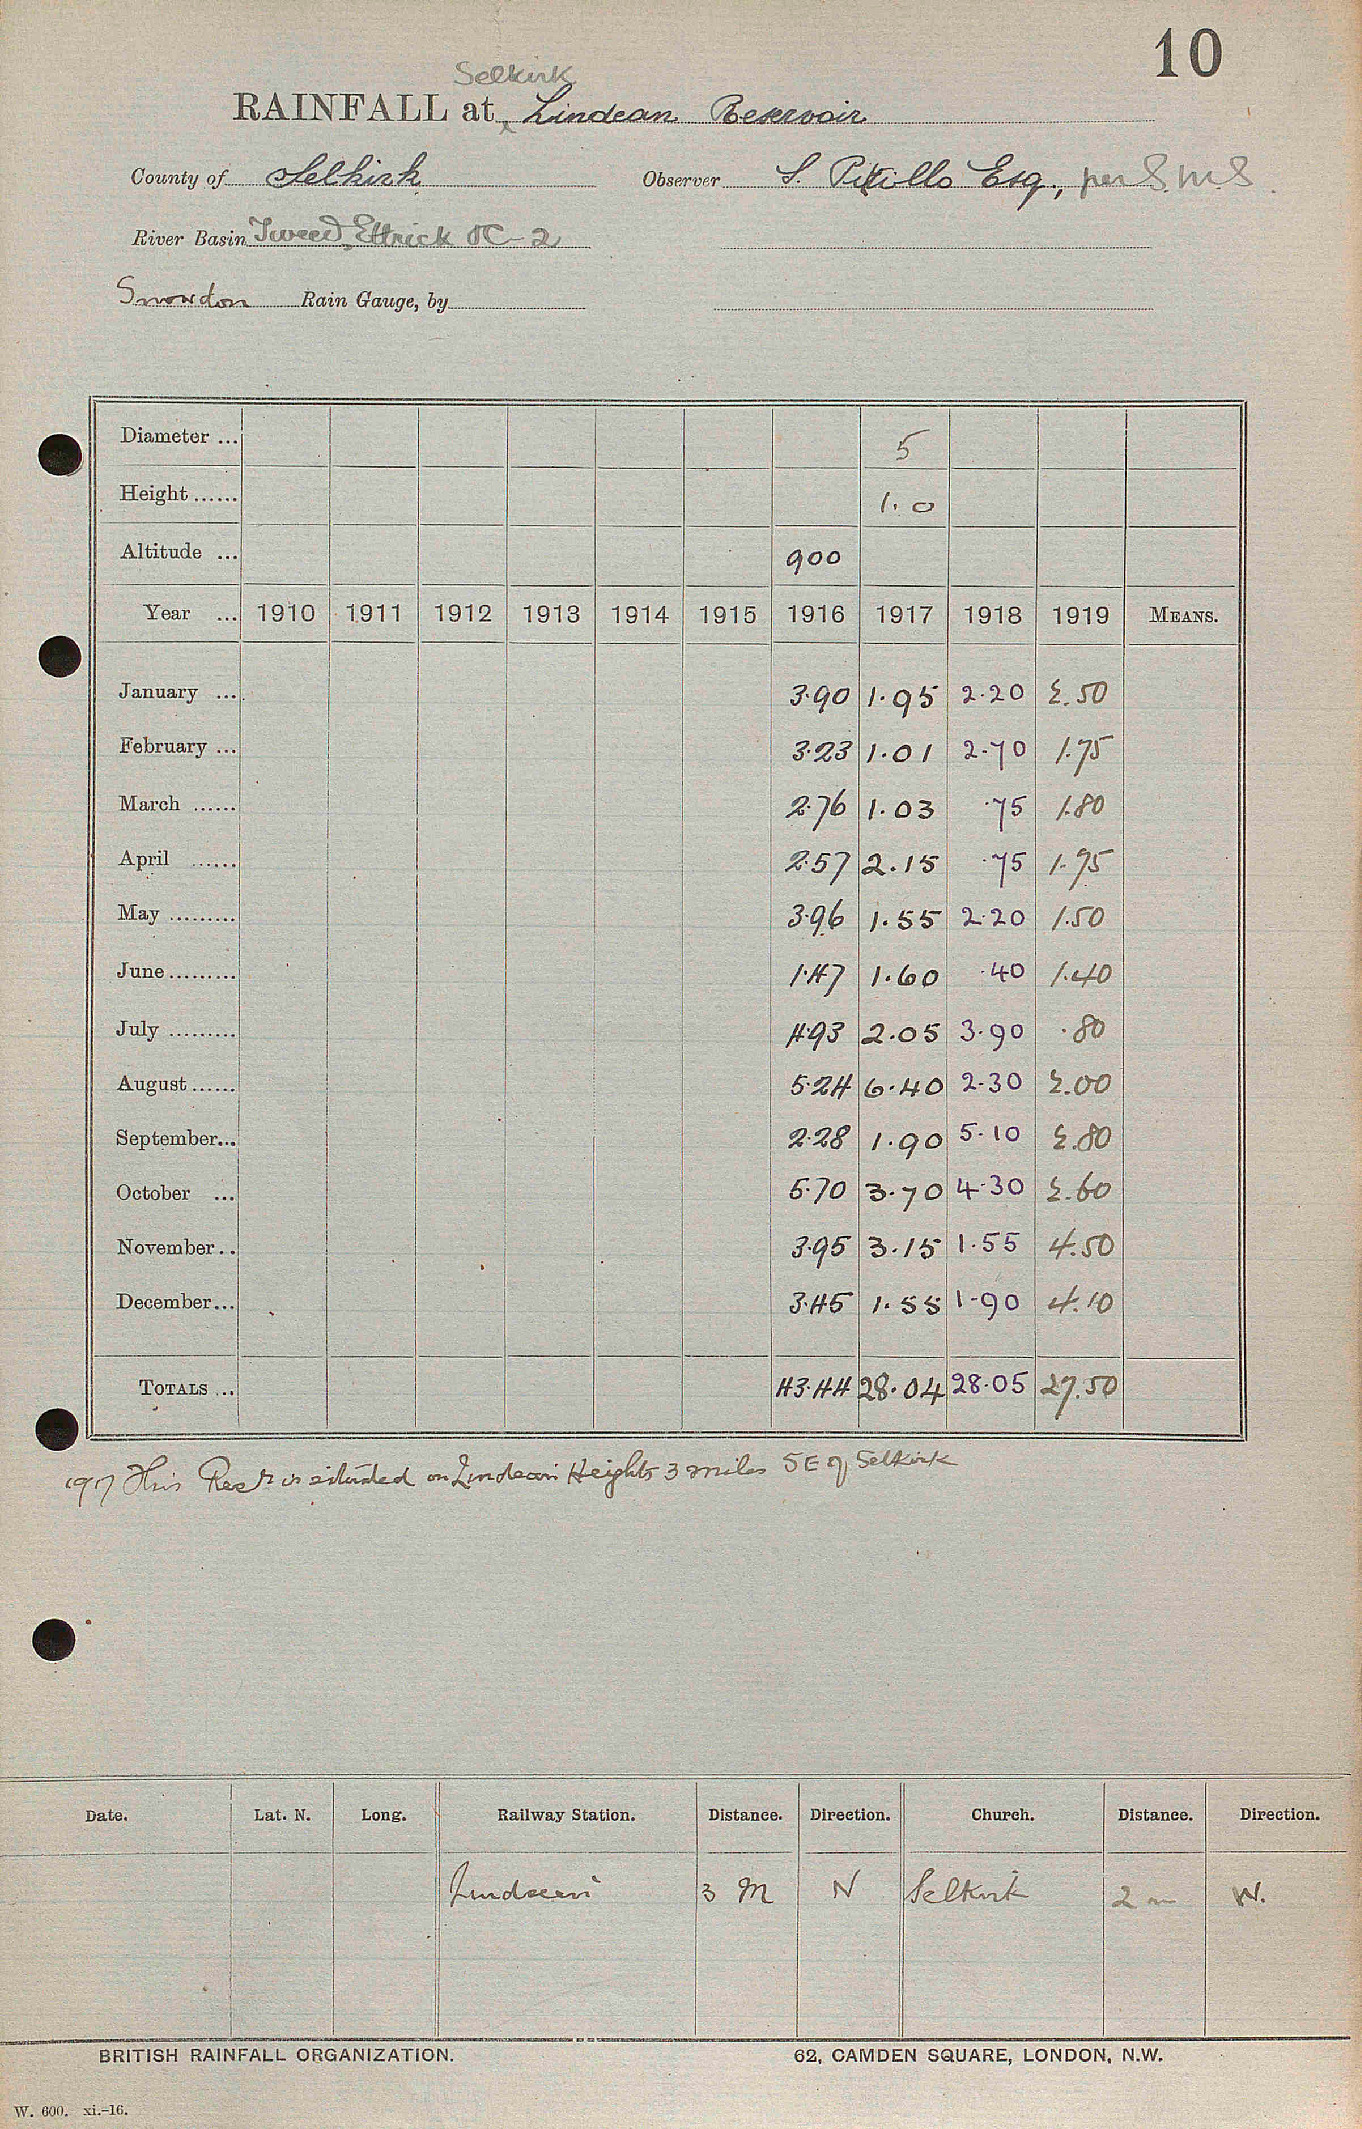 10
Selkirk
RAINFALL at Lindean Reservoir
County of Selkirk Observer S. Pitillo Esq., per S.M.S.
River Basin Tweed, Ettrick
Snowdon Rain Gauge, by
Diameter ... 5
Height ...... 1.0
Altitude ... 900
Year ... 1910 1911 1912 1913 1914 1915 1916 1917 1918 1919 MEANS.
January ... 3.90 1.95 2.20 2.50
February ... 3.23 1.01 2.70 1.75
March ...... 2.76 1.03 .75 1.80
April ...... 2.57 2.15 .75 1.75
May ......... 3.96 1.55 2.20 1.50
June ......... 1.47 1.60 .40 1.40
July ......... 4.93 2.05 3.90 .80
August ...... 5.24 6.40 2.30 2.00
September... 2.28 1.90 5.10 2.80
October ... 5.70 3.70 4.30 2.60
November .. 3.95 3.15 1.55 4.50
December... 3.45 1.55 1.90 4.10
TOTALS ... 43.44 28.04 28.05 27.50
1917 This Resr is situated on Lindean Heights 3 miles SE of Selkirk
Date. Lat. N. Long. Railway Station. Distance. Direction. Church. Distance. Direction.
Lindean 3 M N Selkirk 2 m W.
BRITISH RAINFALL ORGANIZATION. 62, CAMDEN SQUARE, LONDON, N.W.
W. 600. xi.-16.